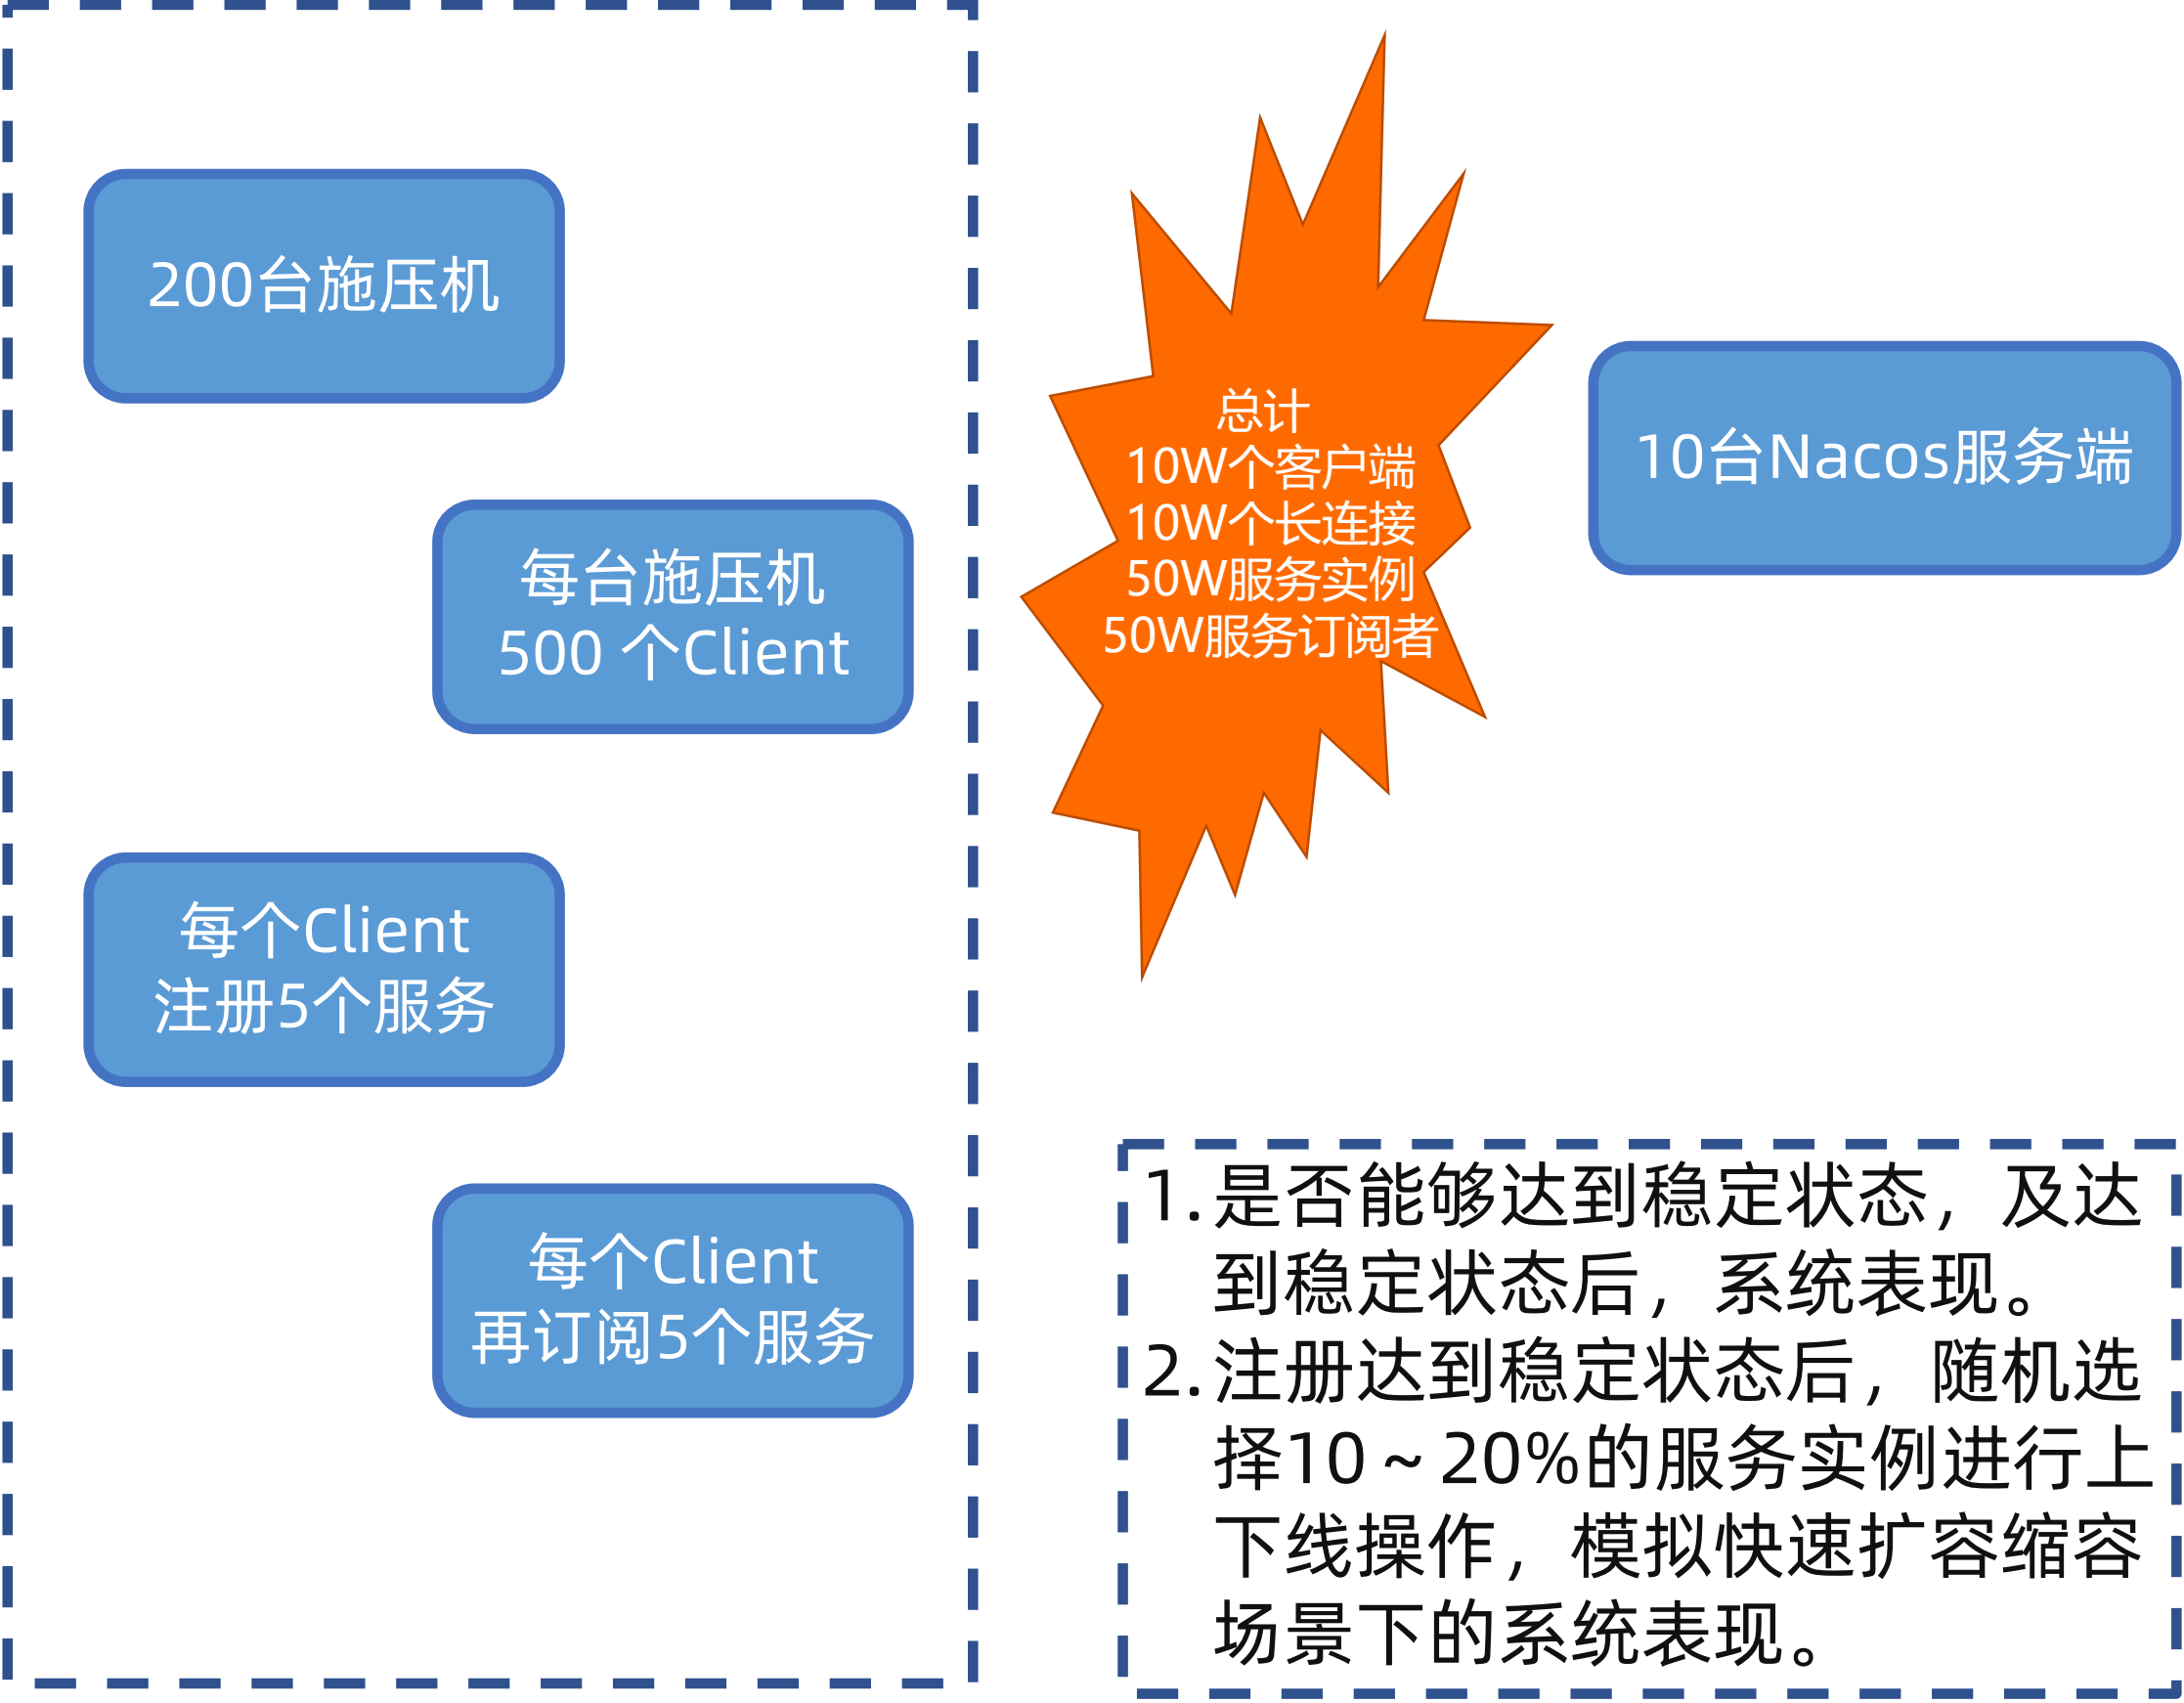 200台施压机
每台施压机
500 个Client
每个Client
注册5个服务
每个Client
再订阅5个服务
总计
10W个客户端
10W个长连接
50W服务实例
50W服务订阅者
10台Nacos服务端
1. 是否能够达到稳定状态，及达
到稳定状态后，系统表现。
2. 注册达到稳定状态后，随机选
择10～20%的服务实例进行上
下线操作，模拟快速扩容缩容
场景下的系统表现。